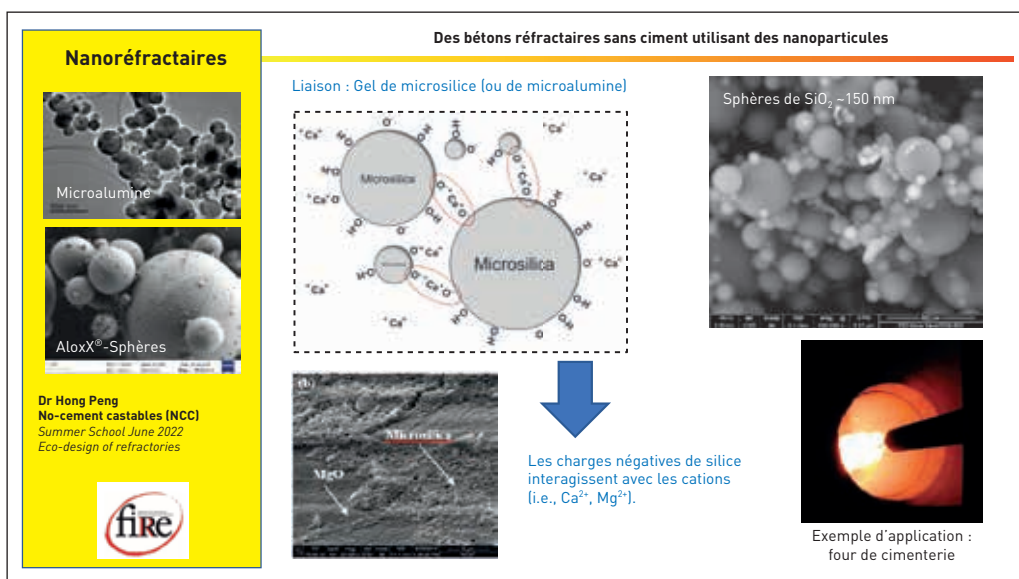 Nanoréfractaires
Microalumine
AloxX®-Sphères
Dr Hong Peng
No-cement castables (NCC)
Summer School June 2022
Eco-design of refractories
fire
Des bétons réfractaires sans ciment utilisant des nanoparticules
Liaison : Gel de microsilice (ou de microalumine)
Microsilica
Microsilica
(b)
Microsilica
MgO
Les charges négatives de silice
interagissent avec les cations
(i.e., Ca²⁺, Mg²⁺).
Sphères de SiO₂ ~150 nm
Exemple d'application :
four de cimenterie